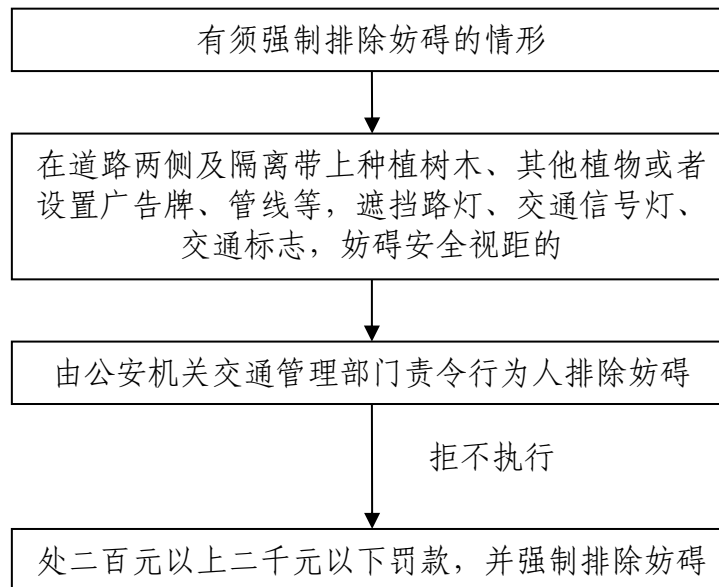 有须强制排除妨碍的情形
在道路两侧及隔离带上种植树木、其他植物或者
设置广告牌、管线等，遮挡路灯、交通信号灯、
交通标志，妨碍安全视距的
由公安机关交通管理部门责令行为人排除妨碍
拒不执行
处二百元以上二千元以下罚款，并强制排除妨碍